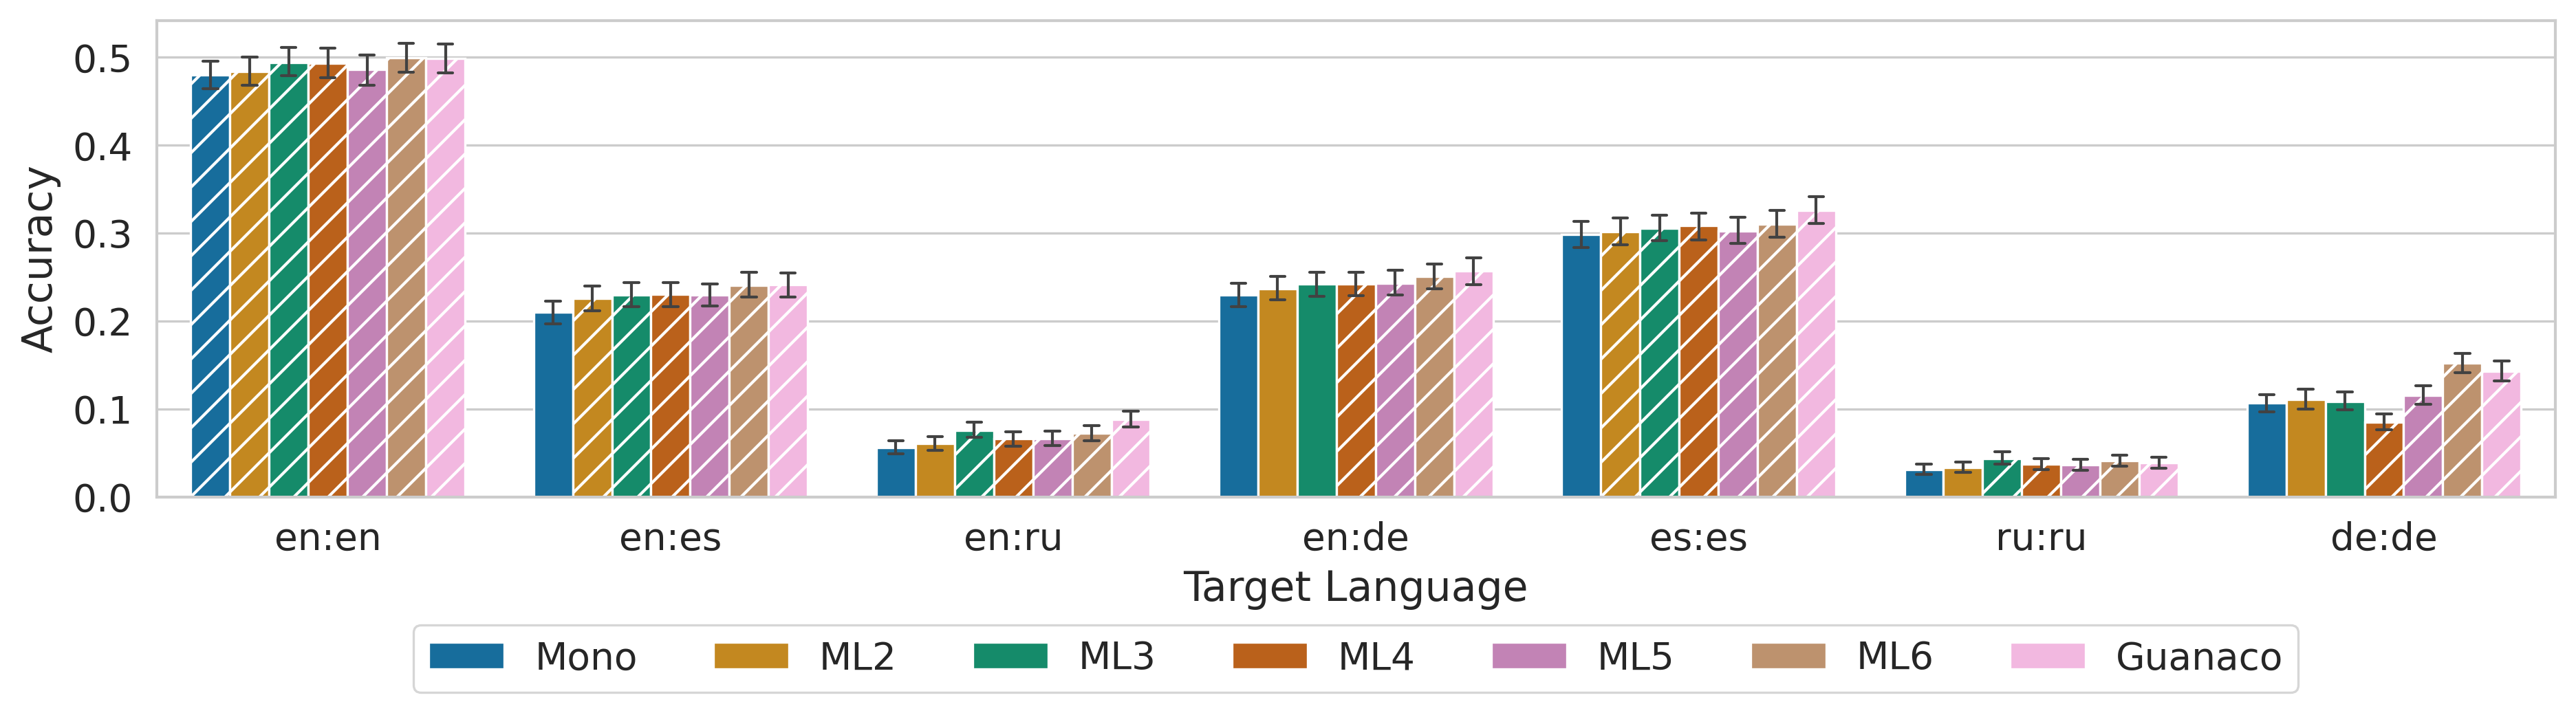 Accuracy
0.5
0.4
0.3
0.2
0.1
0.0
en:en en:es en:ru en:de es:es ru:ru de:de
Target Language
Mono ML2 ML3 ML4 ML5 ML6 Guanaco